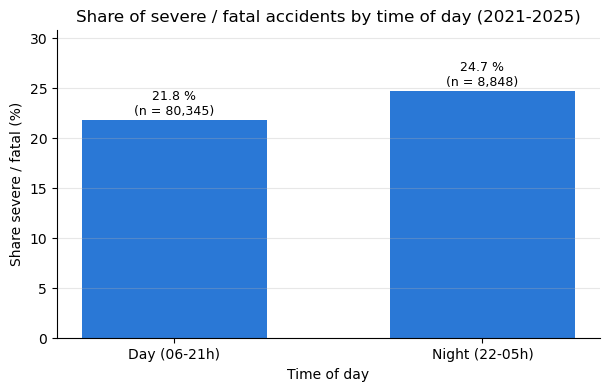 Share of severe / fatal accidents by time of day (2021-2025)
Share severe / fatal (%)
30
25
20
15
10
5
0
21.8 %
(n = 80,345)
24.7 %
(n = 8,848)
Day (06-21h)
Night (22-05h)
Time of day